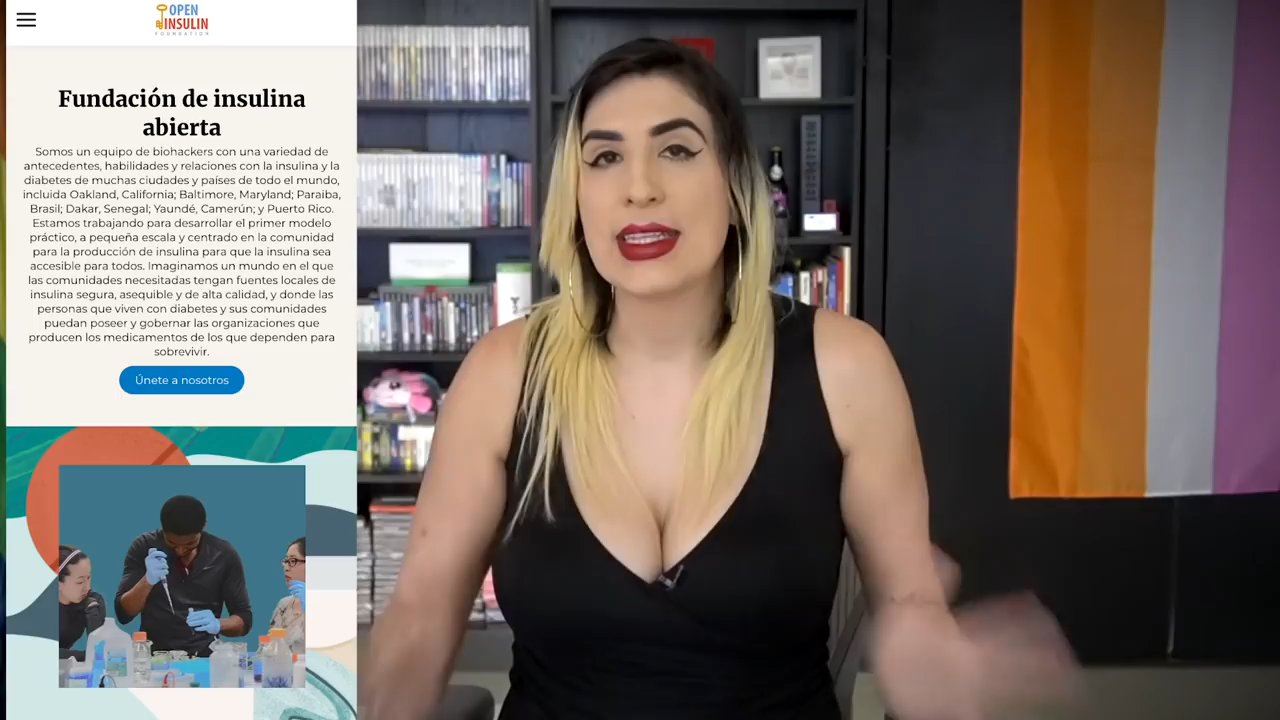 OPEN
INSULIN
FOUNDATION
Fundación de insulina
abierta
Somos un equipo de biohackers con una variedad de
antecedentes, habilidades y relaciones con la insulina y la
diabetes de muchas ciudades y países de todo el mundo,
incluida Oakland, California; Baltimore, Maryland; Paraiba,
Brasil; Dakar, Senegal; Yaundé, Camerún; y Puerto Rico.
Estamos trabajando para desarrollar el primer modelo
práctico, a pequeña escala y centrado en la comunidad
para la producción de insulina para que la insulina sea
accesible para todos. Imaginamos un mundo en el que
las comunidades necesitadas tengan fuentes locales de
insulina segura, asequible y de alta calidad, y donde las
personas que viven con diabetes y sus comunidades
puedan poseer y gobernar las organizaciones que
producen los medicamentos de los que dependen para
sobrevivir.
Únete a nosotros